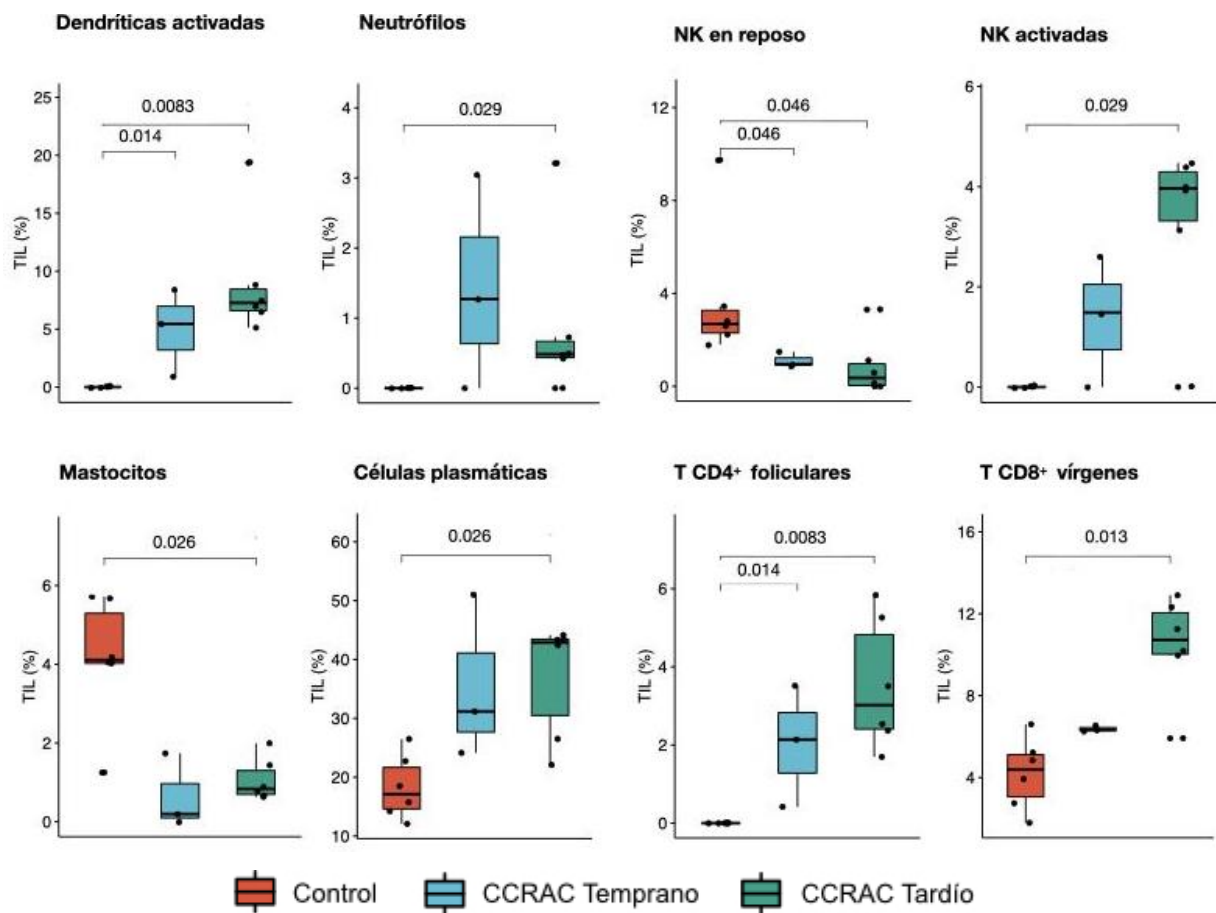 Dendríticas activadas
Neutrófilos
NK en reposo
NK activadas
25
20
15
10
5
0
TIL (%)
0.0083
0.014
4
3
2
1
0
TIL (%)
0.029
12
8
4
0
TIL (%)
0.046
0.046
6
4
2
0
TIL (%)
0.029
Mastocitos
Células plasmáticas
T CD4+ foliculares
T CD8+ vírgenes
6
4
2
0
TIL (%)
0.026
60
50
40
30
20
10
TIL (%)
0.026
6
4
2
0
TIL (%)
0.0083
0.014
16
12
8
4
TIL (%)
0.013
Control
CCRAC Temprano
CCRAC Tardío